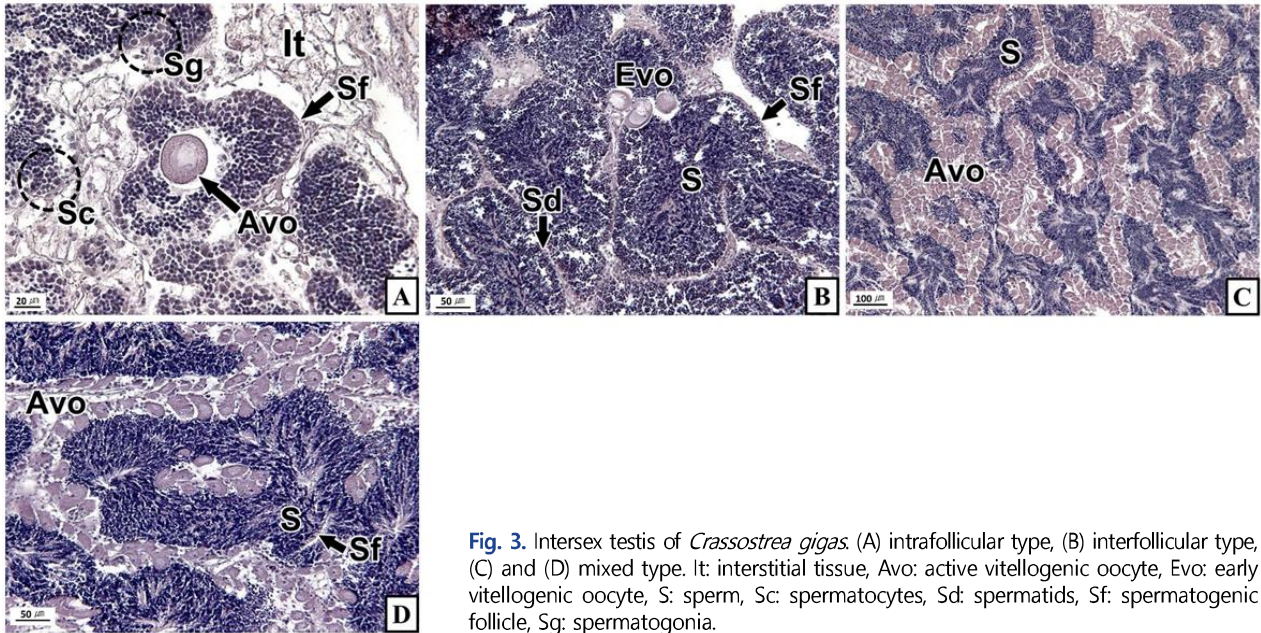 It
Sg
Sf
Sc
Avo
20 ㎛
A
Evo
Sf
S
Sd
50 ㎛
B
S
Avo
100 ㎛
C
Avo
S
Sf
50 ㎛
D
Fig. 3. Intersex testis of Crassostrea gigas. (A) intrafollicular type, (B) interfollicular type,
(C) and (D) mixed type. It: interstitial tissue, Avo: active vitellogenic oocyte, Evo: early
vitellogenic oocyte, S: sperm, Sc: spermatocytes, Sd: spermatids, Sf: spermatogenic
follicle, Sg: spermatogonia.